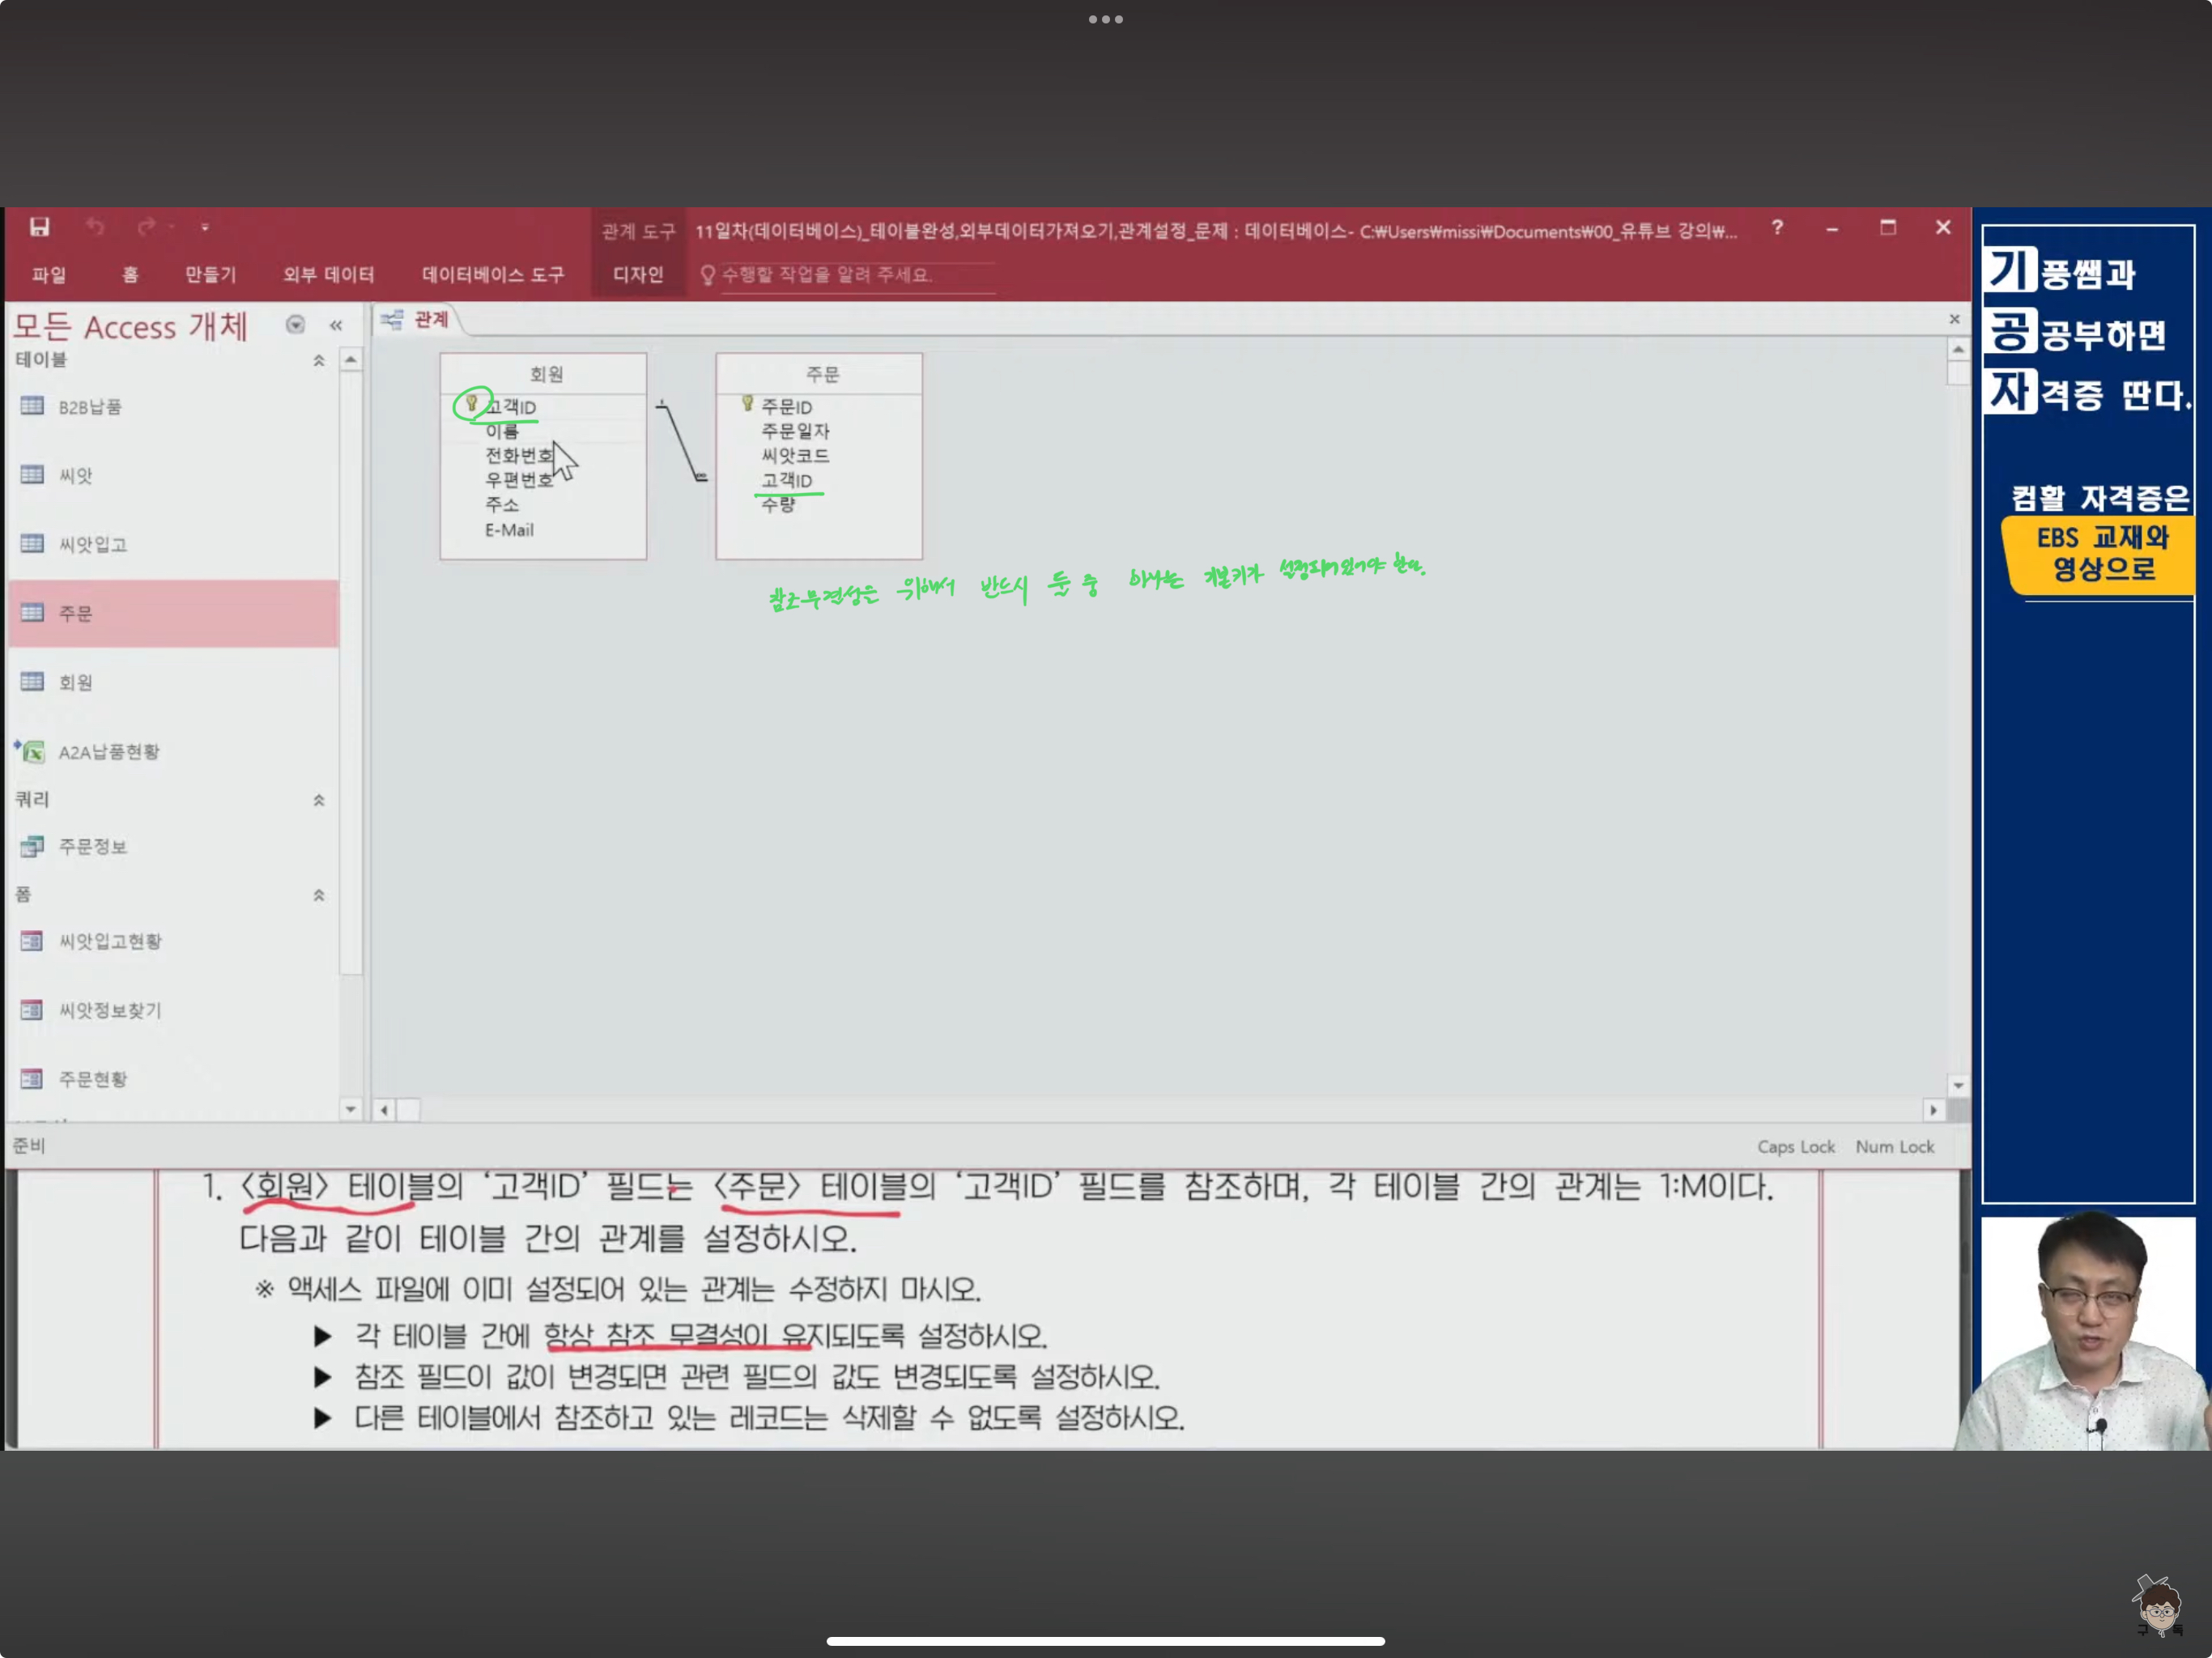 관계 도구
11일차(데이터베이스)_테이블완성,외부데이터가져오기,관계설정_문제 : 데이터베이스- C:₩Users₩missi₩Documents₩00_유튜브 강의₩...
?
파일 홈 만들기 외부 데이터 데이터베이스 도구 디자인 수행할 작업을 알려 주세요.
모든 Access 개체
관계
테이블
B2B납품
씨앗
씨앗입고
주문
회원
A2A납품현황
쿼리
주문정보
폼
씨앗입고현황
씨앗정보찾기
주문현황
회원
고객ID
이름
전화번호
우편번호
주소
E-Mail
1
∞
주문
주문ID
주문일자
씨앗코드
고객ID
수량
참조무결성은 위해서 반드시 둘 중 하나는 기본키가 설정되어있어야 한다.
준비
Caps Lock Num Lock
1. 〈회원〉 테이블의 ‘고객ID’ 필드는 〈주문〉 테이블의 ‘고객ID’ 필드를 참조하며, 각 테이블 간의 관계는 1:M이다.
다음과 같이 테이블 간의 관계를 설정하시오.
※ 액세스 파일에 이미 설정되어 있는 관계는 수정하지 마시오.
▶ 각 테이블 간에 항상 참조 무결성이 유지되도록 설정하시오.
▶ 참조 필드이 값이 변경되면 관련 필드의 값도 변경되도록 설정하시오.
▶ 다른 테이블에서 참조하고 있는 레코드는 삭제할 수 없도록 설정하시오.
기풍쌤과
공공부하면
자격증 딴다.
컴활 자격증은
EBS 교재와
영상으로
구독